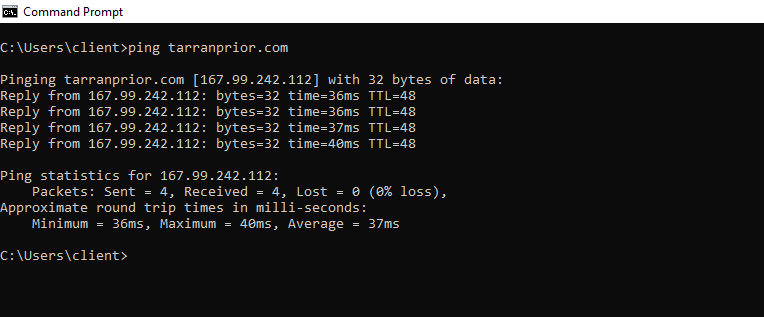 Command Prompt
C:\Users\client>ping tarranprior.com
Pinging tarranprior.com [167.99.242.112] with 32 bytes of data:
Reply from 167.99.242.112: bytes=32 time=36ms TTL=48
Reply from 167.99.242.112: bytes=32 time=36ms TTL=48
Reply from 167.99.242.112: bytes=32 time=37ms TTL=48
Reply from 167.99.242.112: bytes=32 time=40ms TTL=48
Ping statistics for 167.99.242.112:
    Packets: Sent = 4, Received = 4, Lost = 0 (0% loss),
Approximate round trip times in milli-seconds:
    Minimum = 36ms, Maximum = 40ms, Average = 37ms
C:\Users\client>